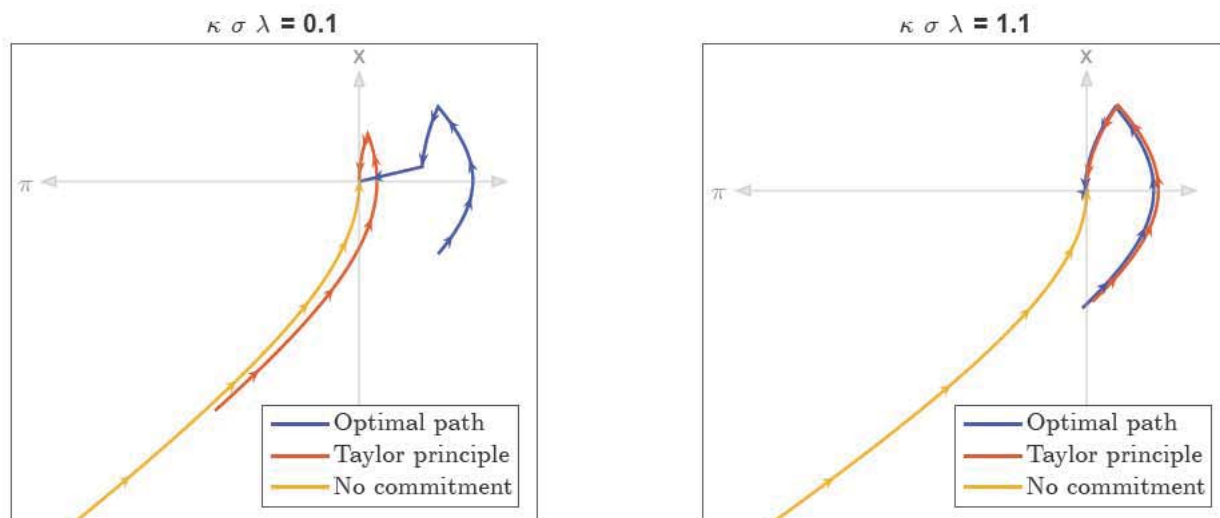 κ σ λ = 0.1
x
π
Optimal path
Taylor principle
No commitment
κ σ λ = 1.1
x
π
Optimal path
Taylor principle
No commitment